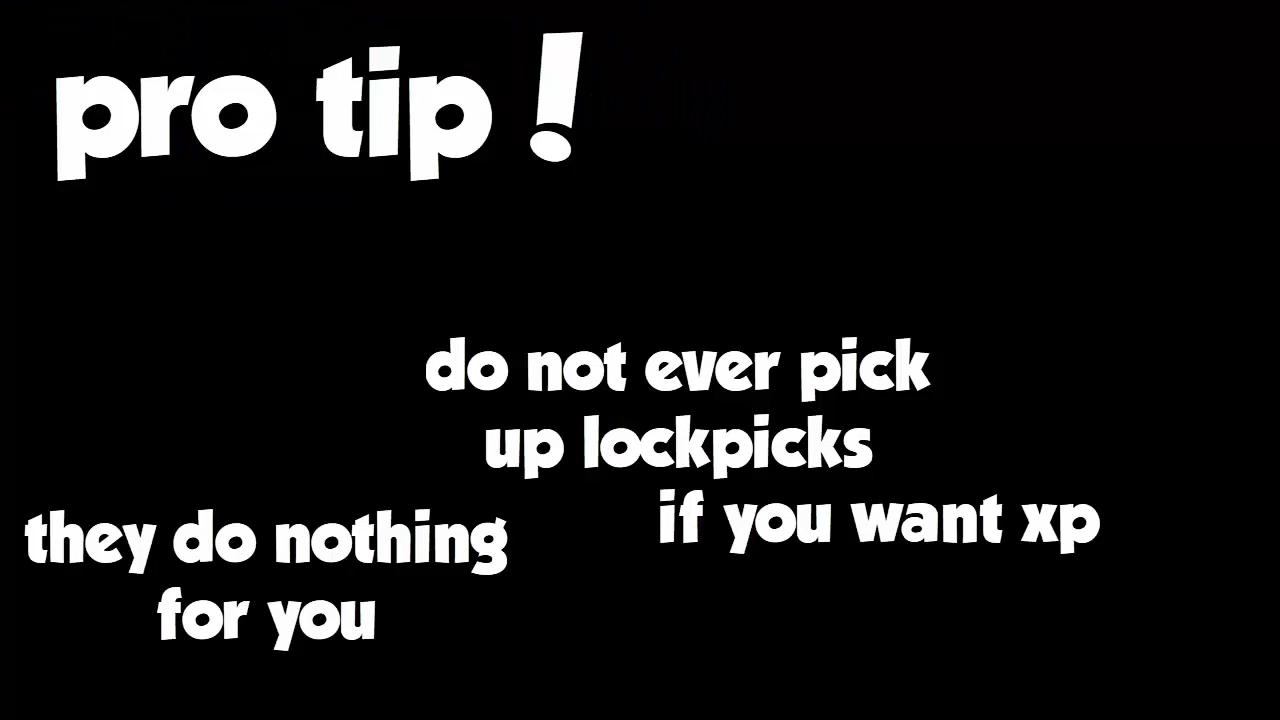 pro tip!
do not ever pick
up lockpicks
if you want xp
they do nothing
for you